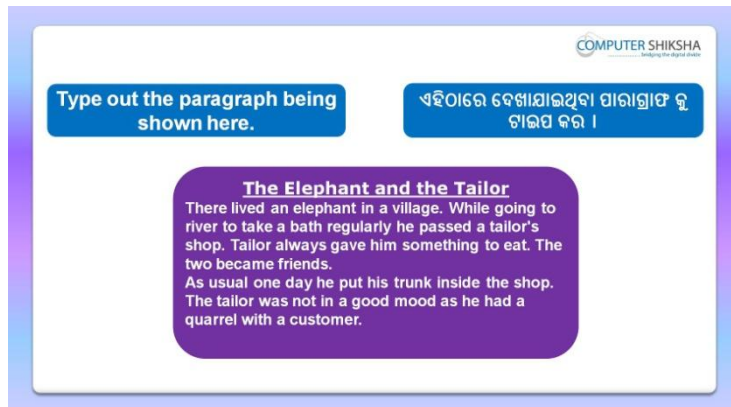 COMPUTER SHIKSHA
bridging the digital divide
Type out the paragraph being
shown here.
ଏହିଠାରେ ଦେଖାଯାଇଥିବା ପାରାଗ୍ରାଫ କୁ
ଟାଇପ କର ।
The Elephant and the Tailor
There lived an elephant in a village. While going to
river to take a bath regularly he passed a tailor's
shop. Tailor always gave him something to eat. The
two became friends.
As usual one day he put his trunk inside the shop.
The tailor was not in a good mood as he had a
quarrel with a customer.